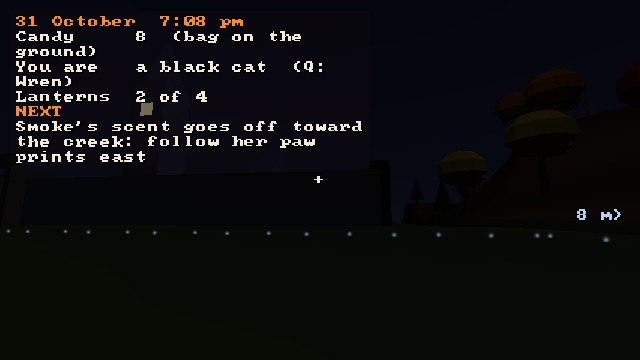 31 October 7:08 pm
Candy 8 (bag on the
ground)
You are a black cat (Q:
Wren)
Lanterns 2 of 4
NEXT
Smoke's scent goes off toward
the creek: follow her paw
prints east
8 m)